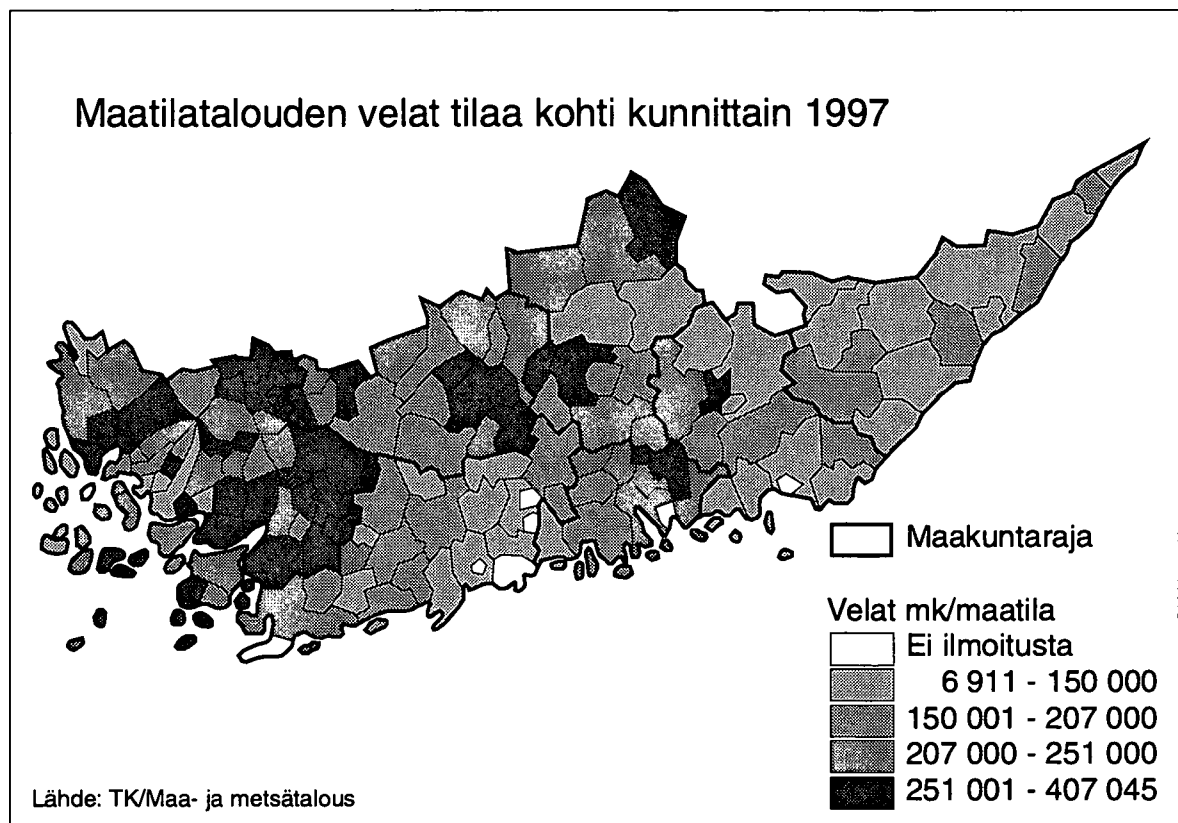 Maatilatalouden velat tilaa kohti kunnittain 1997
Maakuntaraja
Velat mk/maatila
Ei ilmoitusta
6 911 - 150 000
150 001 - 207 000
207 000 - 251 000
251 001 - 407 045
Lähde: TK/Maa- ja metsätalous